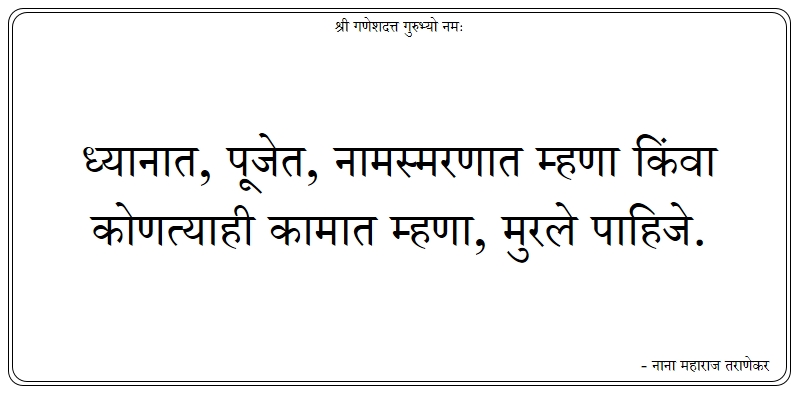 श्री गणेशदत्त गुरुभ्यो नमः
ध्यानात, पूजेत, नामस्मरणात म्हणा किंवा
कोणत्याही कामात म्हणा, मुरले पाहिजे.
- नाना महाराज तराणेकर